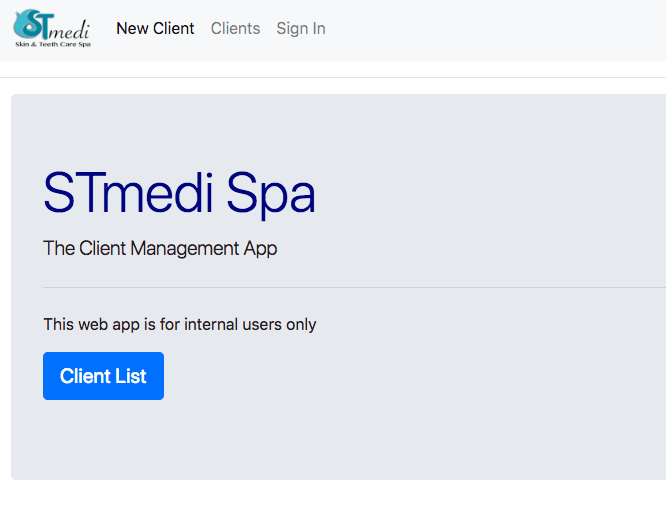 STmedi
Skin & Teeth Care Spa
New Client Clients Sign In
STmedi Spa
The Client Management App
This web app is for internal users only
Client List